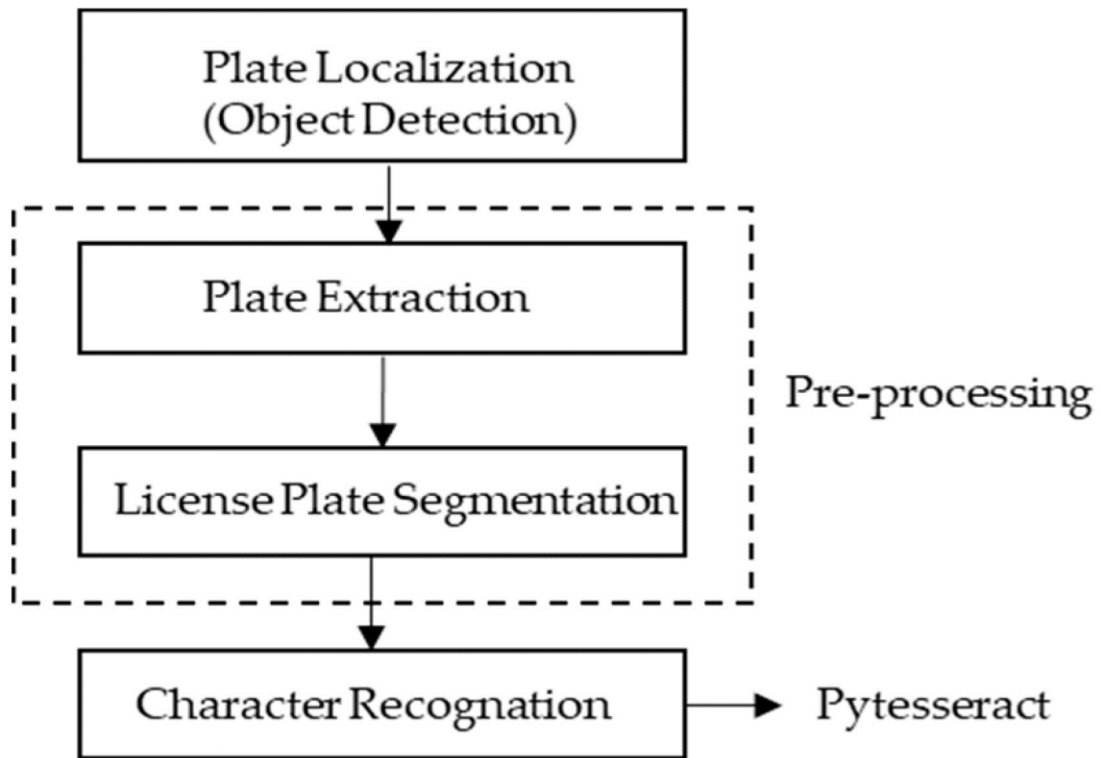 Plate Localization
(Object Detection)
Plate Extraction
Pre-processing
License Plate Segmentation
Character Recognation
Pytesseract